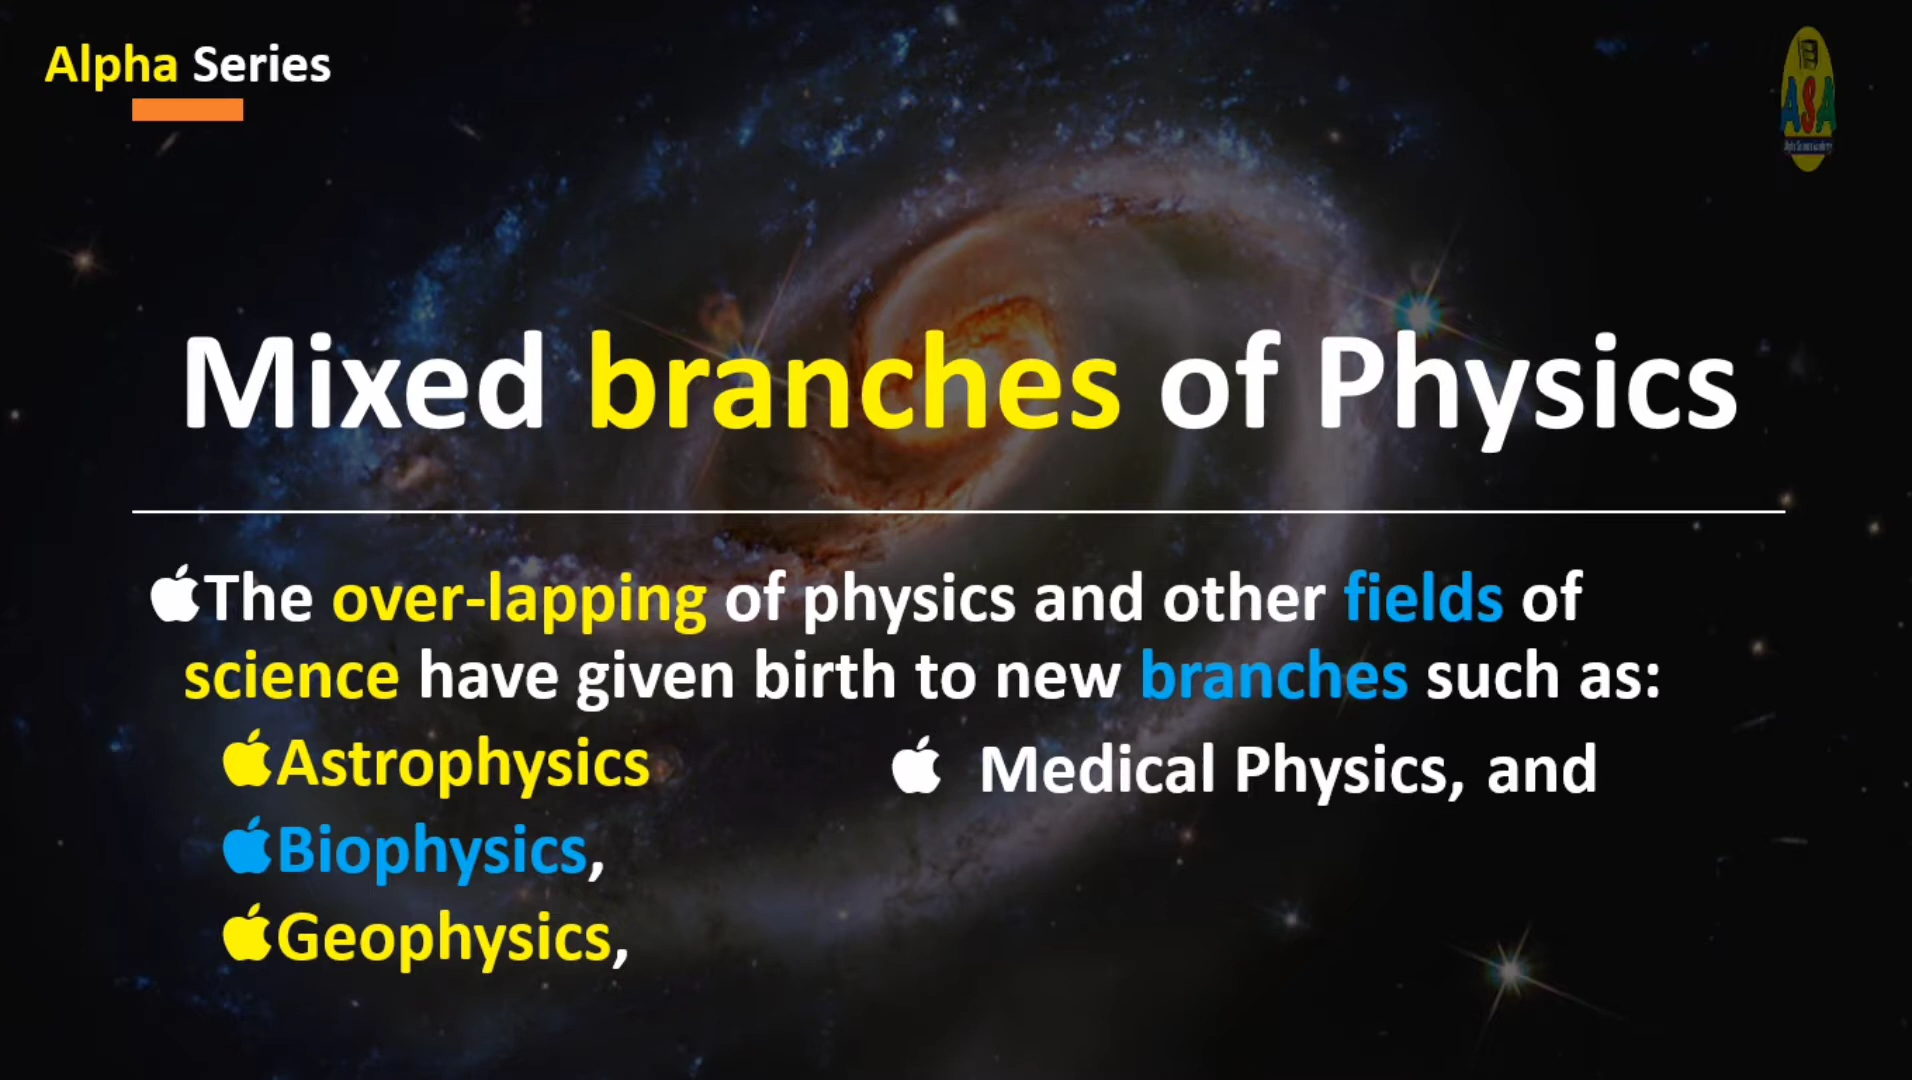 Alpha Series
ASA
Mixed branches of Physics
The over-lapping of physics and other fields of
science have given birth to new branches such as:
Astrophysics
Medical Physics, and
Biophysics,
Geophysics,